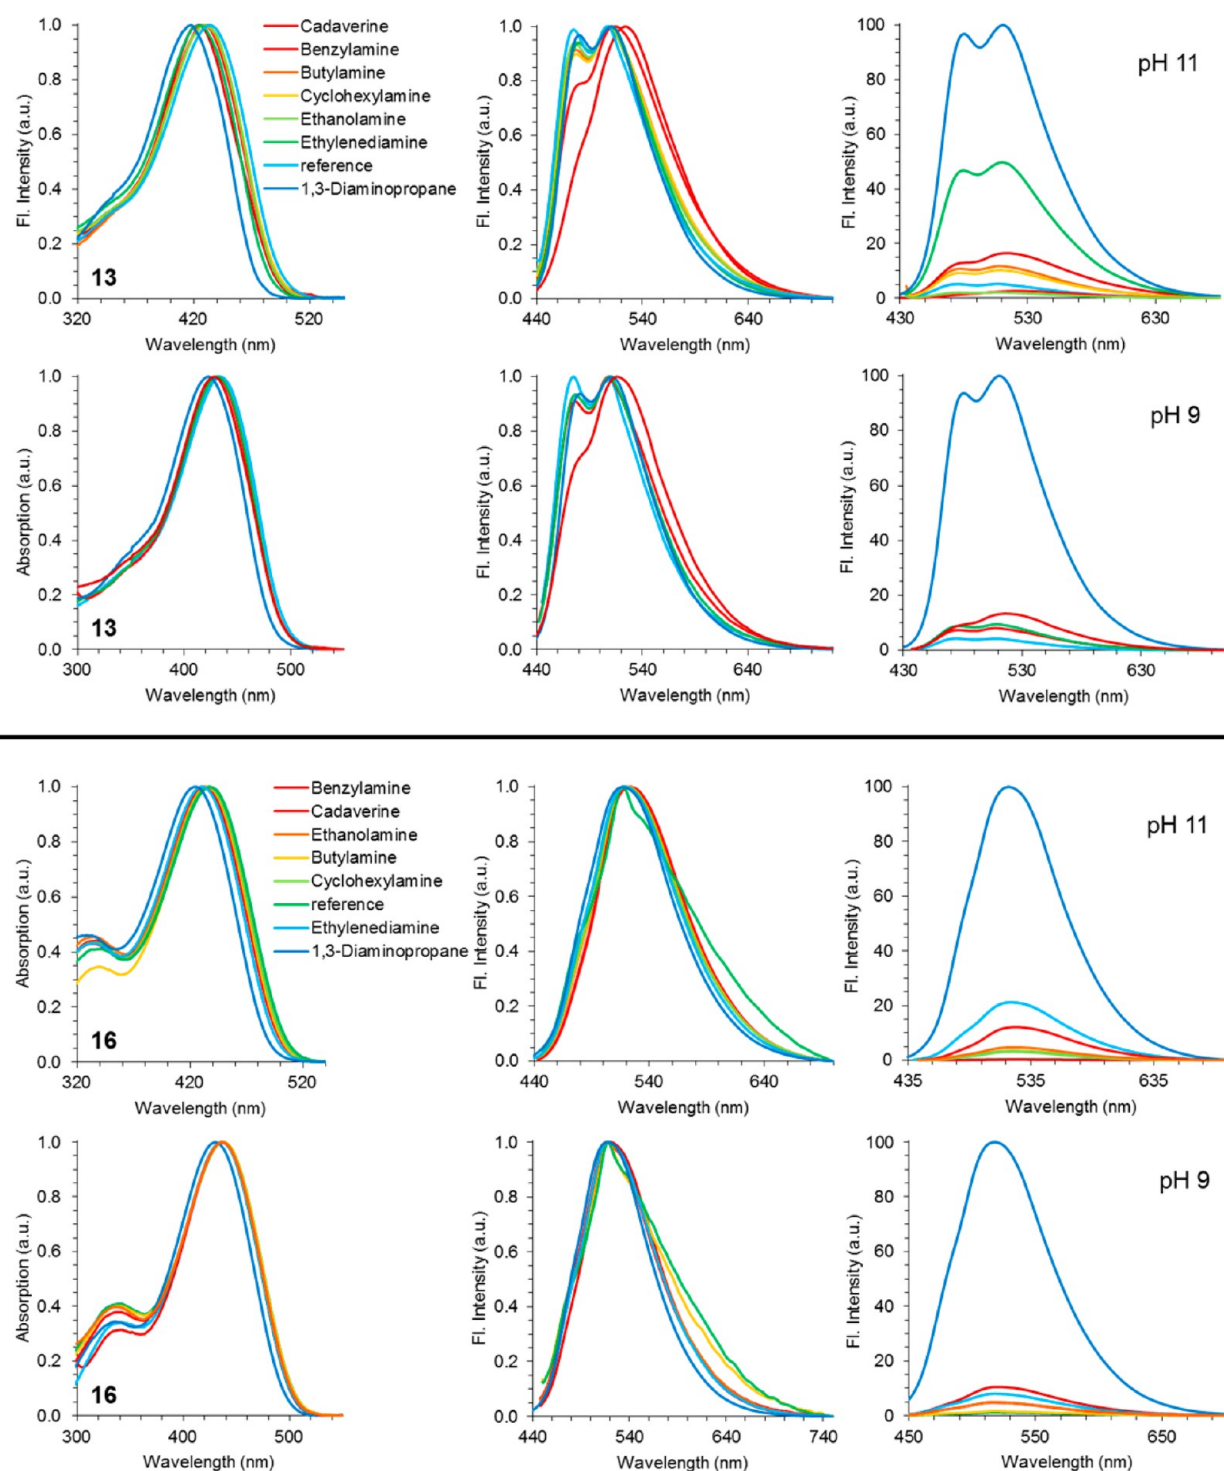 1.0
0.8
0.6
0.4
0.2
0.0
Fl. Intensity (a.u.)
13
320 420 520
Wavelength (nm)
Cadaverine
Benzylamine
Butylamine
Cyclohexylamine
Ethanolamine
Ethylenediamine
reference
1,3-Diaminopropane
1.0
0.8
0.6
0.4
0.2
0.0
Fl. Intensity (a.u.)
440 540 640
Wavelength (nm)
100
80
60
40
20
0
Fl. Intensity (a.u.)
pH 11
430 530 630
Wavelength (nm)
1.0
0.8
0.6
0.4
0.2
0.0
Absorption (a.u.)
13
300 400 500
Wavelength (nm)
1.0
0.8
0.6
0.4
0.2
0.0
Fl. Intensity (a.u.)
440 540 640
Wavelength (nm)
100
80
60
40
20
0
Fl. Intensity (a.u.)
pH 9
430 530 630
Wavelength (nm)
1.0
0.8
0.6
0.4
0.2
0.0
Absorption (a.u.)
16
320 420 520
Wavelength (nm)
Benzylamine
Cadaverine
Ethanolamine
Butylamine
Cyclohexylamine
reference
Ethylenediamine
1,3-Diaminopropane
1.0
0.8
0.6
0.4
0.2
0.0
Fl. Intensity (a.u.)
440 540 640
Wavelength (nm)
100
80
60
40
20
0
Fl. Intensity (a.u.)
pH 11
435 535 635
Wavelength (nm)
1.0
0.8
0.6
0.4
0.2
0.0
Absorption (a.u.)
16
300 400 500
Wavelength (nm)
1.0
0.8
0.6
0.4
0.2
0.0
Fl. Intensity (a.u.)
440 540 640 740
Wavelength (nm)
100
80
60
40
20
0
Fl. Intensity (a.u.)
pH 9
450 550 650
Wavelength (nm)